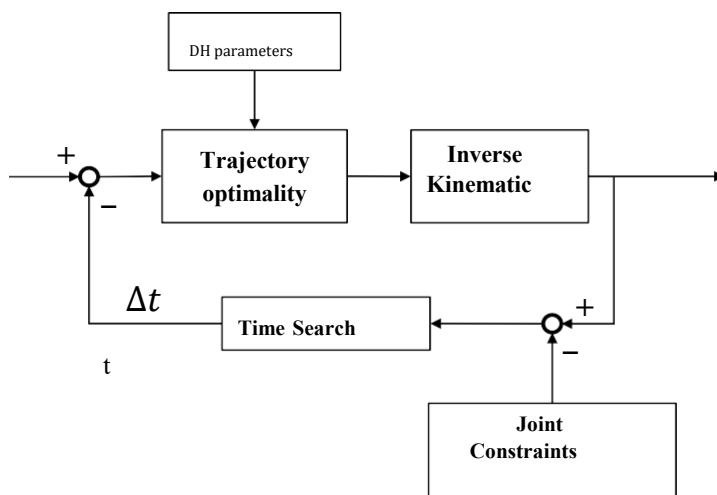 DH parameters
+
Trajectory
optimality
Inverse
Kinematic
−
Δt
Time Search
+
−
t
Joint
Constraints